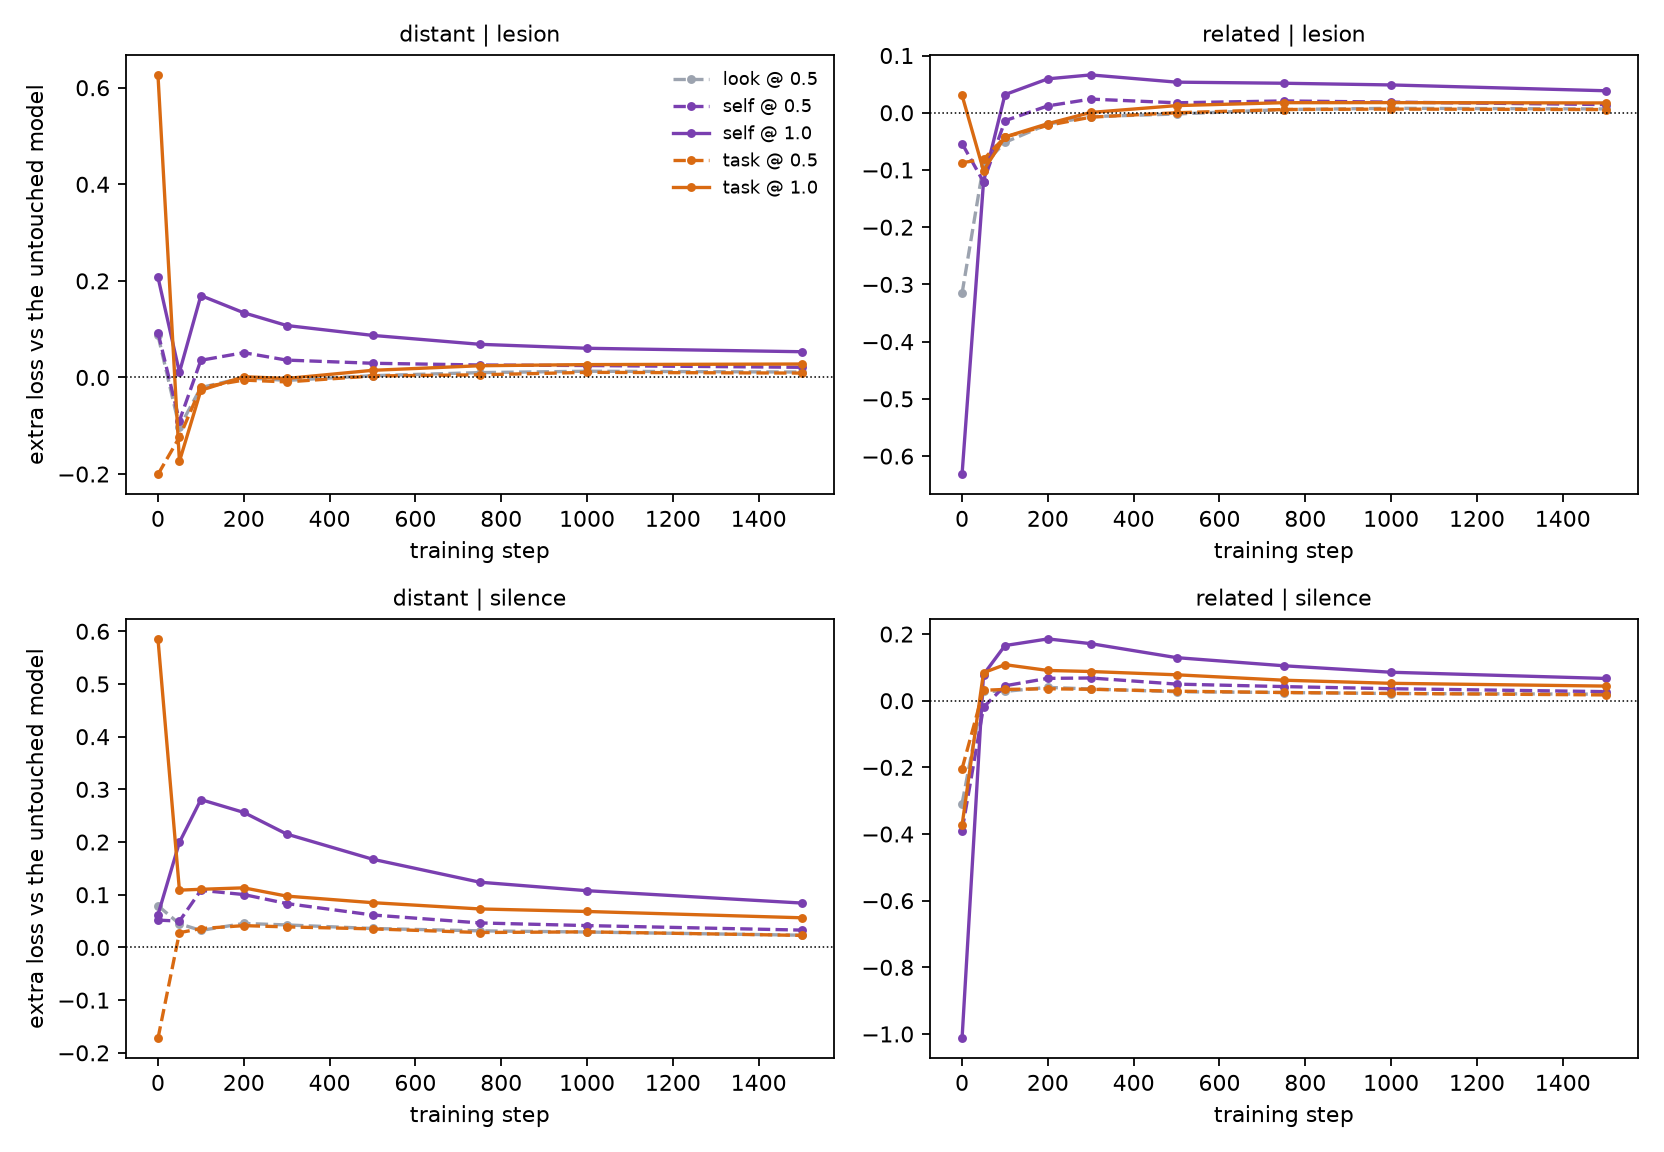 distant | lesion
extra loss vs the untouched model
0.6
0.4
0.2
0.0
−0.2
look @ 0.5
self @ 0.5
self @ 1.0
task @ 0.5
task @ 1.0
0 200 400 600 800 1000 1200 1400
training step
related | lesion
0.1
0.0
−0.1
−0.2
−0.3
−0.4
−0.5
−0.6
0 200 400 600 800 1000 1200 1400
training step
distant | silence
extra loss vs the untouched model
0.6
0.5
0.4
0.3
0.2
0.1
0.0
−0.1
−0.2
0 200 400 600 800 1000 1200 1400
training step
related | silence
0.2
0.0
−0.2
−0.4
−0.6
−0.8
−1.0
0 200 400 600 800 1000 1200 1400
training step